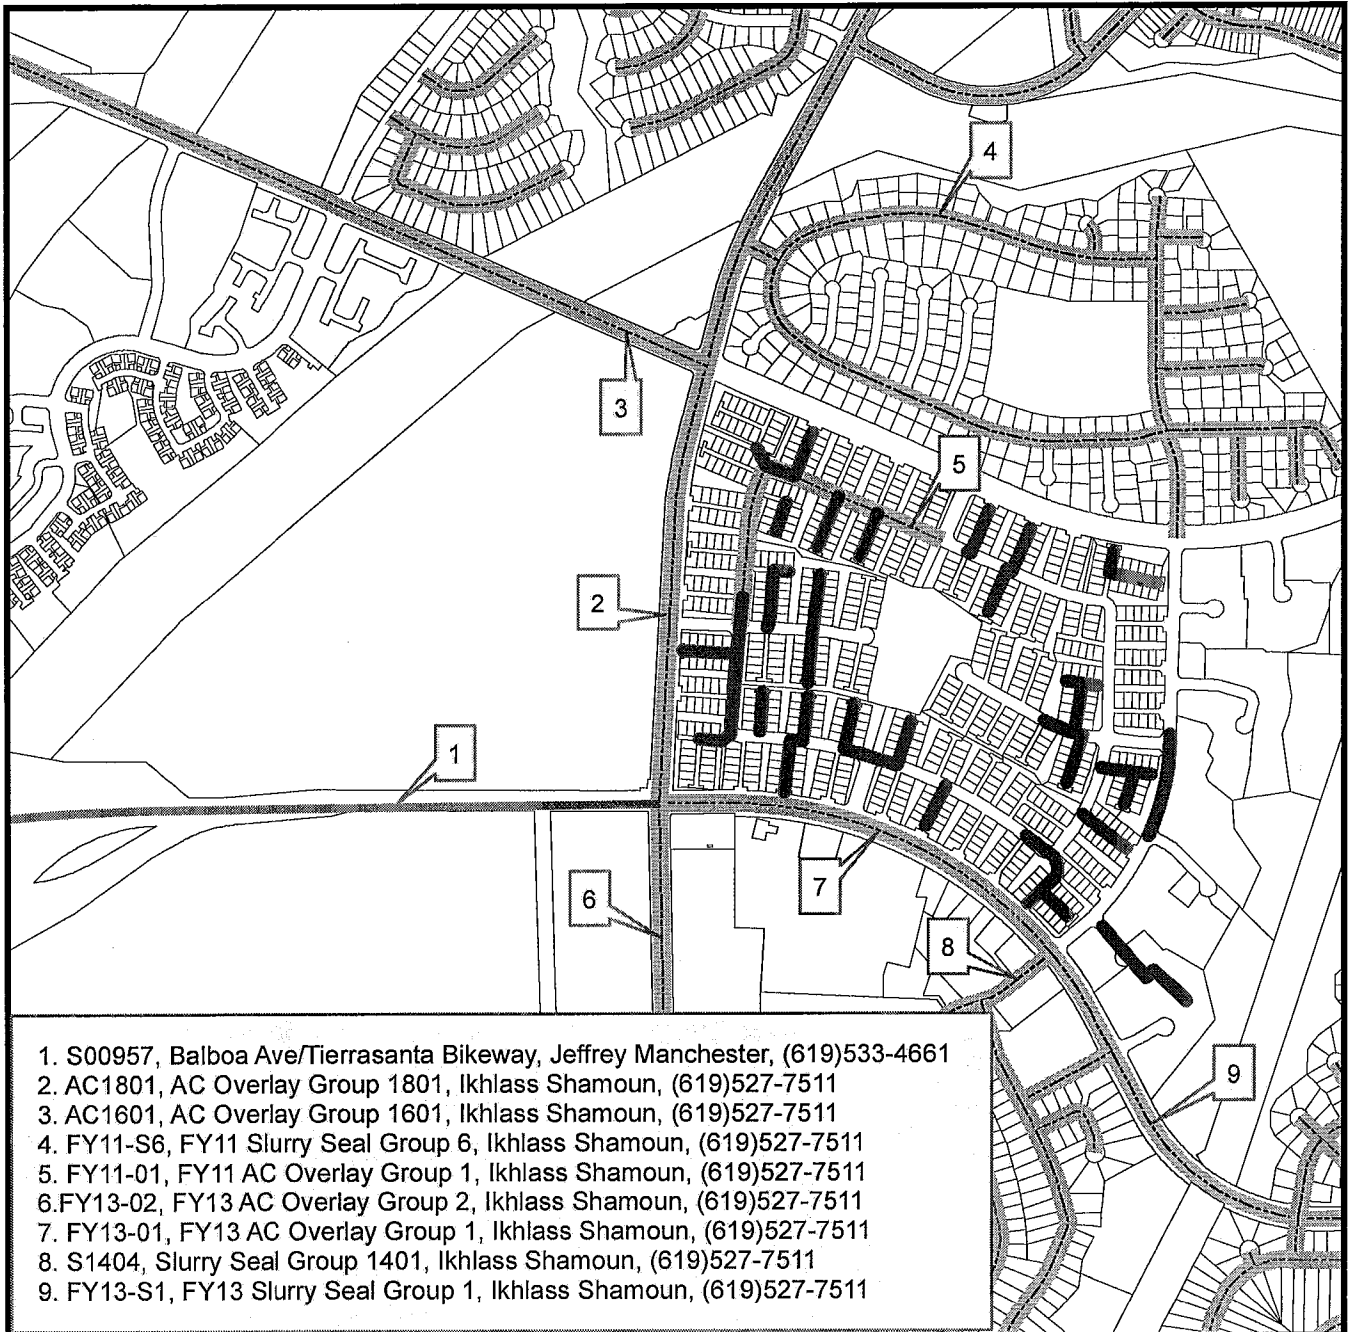 4
3
5
2
1
7
6
8
9
1. S00957, Balboa Ave/Tierrasanta Bikeway, Jeffrey Manchester, (619)533-4661
2. AC1801, AC Overlay Group 1801, Ikhlass Shamoun, (619)527-7511
3. AC1601, AC Overlay Group 1601, Ikhlass Shamoun, (619)527-7511
4. FY11-S6, FY11 Slurry Seal Group 6, Ikhlass Shamoun, (619)527-7511
5. FY11-01, FY11 AC Overlay Group 1, Ikhlass Shamoun, (619)527-7511
6.FY13-02, FY13 AC Overlay Group 2, Ikhlass Shamoun, (619)527-7511
7. FY13-01, FY13 AC Overlay Group 1, Ikhlass Shamoun, (619)527-7511
8. S1404, Slurry Seal Group 1401, Ikhlass Shamoun, (619)527-7511
9. FY13-S1, FY13 Slurry Seal Group 1, Ikhlass Shamoun, (619)527-7511